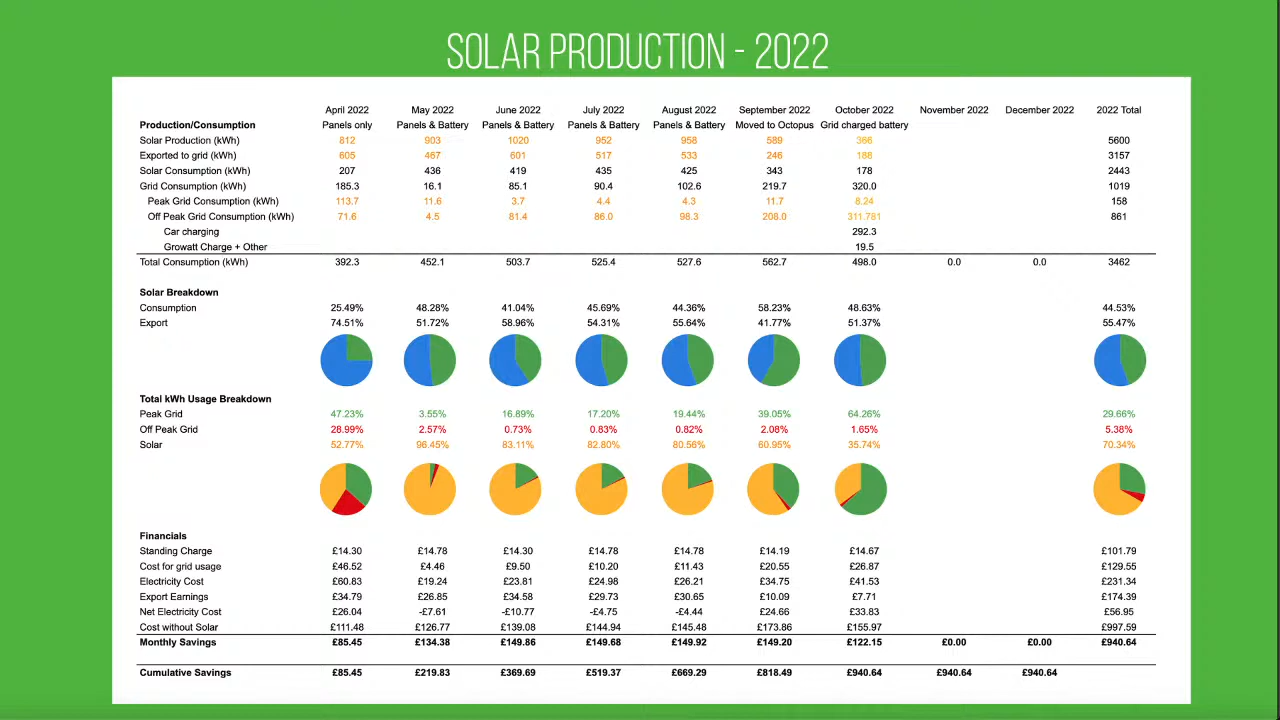 SOLAR PRODUCTION - 2022
April 2022 May 2022 June 2022 July 2022 August 2022 September 2022 October 2022 November 2022 December 2022 2022 Total
Production/Consumption Panels only Panels & Battery Panels & Battery Panels & Battery Panels & Battery Moved to Octopus Grid charged battery
Solar Production (kWh) 812 903 1020 952 958 589 366 5600
Exported to grid (kWh) 605 467 601 517 533 246 188 3157
Solar Consumption (kWh) 207 436 419 435 425 343 178 2443
Grid Consumption (kWh) 185.3 16.1 85.1 90.4 102.6 219.7 320.0 1019
Peak Grid Consumption (kWh) 113.7 11.6 3.7 4.4 4.3 11.7 8.24 158
Off Peak Grid Consumption (kWh) 71.6 4.5 81.4 86.0 98.3 208.0 311.781 861
Car charging 292.3
Growatt Charge + Other 19.5
Total Consumption (kWh) 392.3 452.1 503.7 525.4 527.6 562.7 498.0 0.0 0.0 3462
Solar Breakdown
Consumption 25.49% 48.28% 41.04% 45.69% 44.36% 58.23% 48.63% 44.53%
Export 74.51% 51.72% 58.96% 54.31% 55.64% 41.77% 51.37% 55.47%
Total kWh Usage Breakdown
Peak Grid 47.23% 3.55% 16.89% 17.20% 19.44% 39.05% 64.26% 29.66%
Off Peak Grid 28.99% 2.57% 0.73% 0.83% 0.82% 2.08% 1.65% 5.38%
Solar 52.77% 96.45% 83.11% 82.80% 80.56% 60.95% 35.74% 70.34%
Financials
Standing Charge £14.30 £14.78 £14.30 £14.78 £14.78 £14.19 £14.67 £101.79
Cost for grid usage £46.52 £4.46 £9.50 £10.20 £11.43 £20.55 £26.87 £129.55
Electricity Cost £60.83 £19.24 £23.81 £24.98 £26.21 £34.75 £41.53 £231.34
Export Earnings £34.79 £26.85 £34.58 £29.73 £30.65 £10.09 £7.71 £174.39
Net Electricity Cost £26.04 -£7.61 -£10.77 -£4.75 -£4.44 £24.66 £33.83 £56.95
Cost without Solar £111.48 £126.77 £139.08 £144.94 £145.48 £173.86 £155.97 £997.59
Monthly Savings £85.45 £134.38 £149.86 £149.68 £149.92 £149.20 £122.15 £0.00 £0.00 £940.64
Cumulative Savings £85.45 £219.83 £369.69 £519.37 £669.29 £818.49 £940.64 £940.64 £940.64